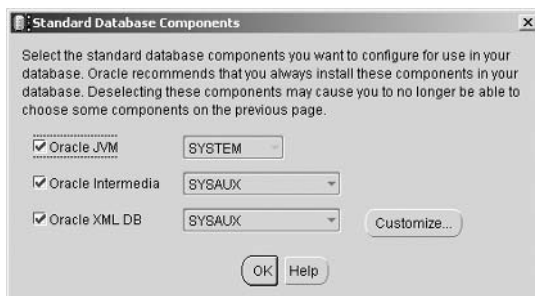 Standard Database Components
Select the standard database components you want to configure for use in your
database. Oracle recommends that you always install these components in your
database. Deselecting these components may cause you to no longer be able to
choose some components on the previous page.
Oracle JVM SYSTEM
Oracle Intermedia SYSAUX
Oracle XML DB SYSAUX Customize...
OK Help